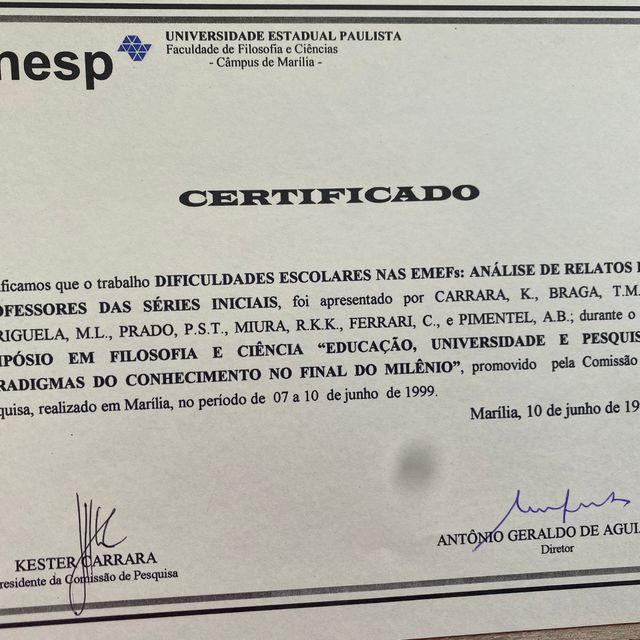 nesp
UNIVERSIDADE ESTADUAL PAULISTA
Faculdade de Filosofia e Ciências
- Câmpus de Marília -
CERTIFICADO
ificamos que o trabalho DIFICULDADES ESCOLARES NAS EMEFs: ANÁLISE DE RELATOS
OFESSORES DAS SÉRIES INICIAIS, foi apresentado por CARRARA, K., BRAGA, T.M
RIGUELA, M.L., PRADO, P.S.T., MIURA, R.K.K., FERRARI, C., e PIMENTEL, A.B.; durante o
MPÓSIO EM FILOSOFIA E CIÊNCIA “EDUCAÇÃO, UNIVERSIDADE E PESQUIS
RADIGMAS DO CONHECIMENTO NO FINAL DO MILÊNIO”, promovido pela Comissão
quisa, realizado em Marília, no período de 07 a 10 de junho de 1999.
Marília, 10 de junho de 19
KESTER CARRARA
residente da Comissão de Pesquisa
ANTÔNIO GERALDO DE AGUI
Diretor